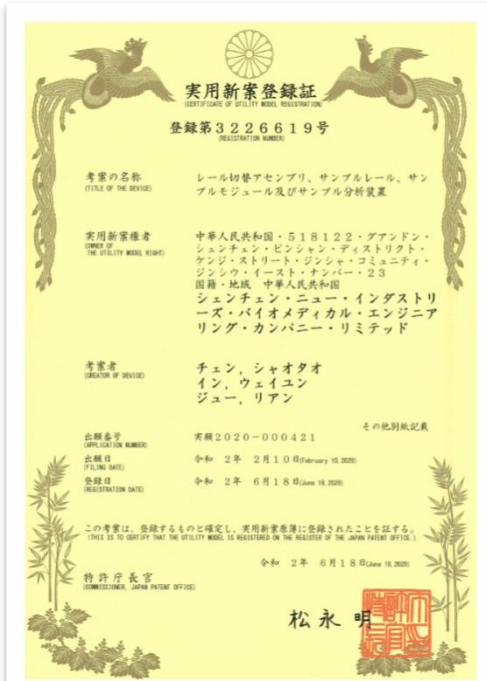 実用新案登録証
(CERTIFICATE OF UTILITY MODEL REGISTRATION)
登録第3226619号
(REGISTRATION NUMBER)
考案の名称
(TITLE OF THE DEVICE)
レール切替アセンブリ、サンプルレール、サン
プルモジュール及びサンプル分析装置
実用新案権者
(OWNER OF
THE UTILITY MODEL RIGHT)
中華人民共和国・518122・グアンドン・
シェンチェン・ピンシャン・ディストリクト・
ケンジ・ストリート・ジンシャ・コミュニティ・
ジンシウ・イースト・ナンバー・23
国籍・地域 中華人民共和国
シェンチェン・ニュー・インダストリ
ーズ・バイオメディカル・エンジニア
リング・カンパニー・リミテッド
考案者
(CREATOR OF DEVICE)
チェン, シャオタオ
イン, ウェイユン
ジュー, リアン
その他別紙記載
出願番号
(APPLICATION NUMBER)
実願2020-000421
出願日
(FILING DATE)
令和 2年 2月10日(February 10,2020)
登録日
(REGISTRATION DATE)
令和 2年 6月18日(June 18,2020)
この考案は、登録するものと確定し、実用新案原簿に登録されたことを証する。
(THIS IS TO CERTIFY THAT THE UTILITY MODEL IS REGISTERED ON THE REGISTER OF THE JAPAN PATENT OFFICE.)
令和 2年 6月18日(June 18,2020)
特許庁長官
(COMMISSIONER, JAPAN PATENT OFFICE)
松永明